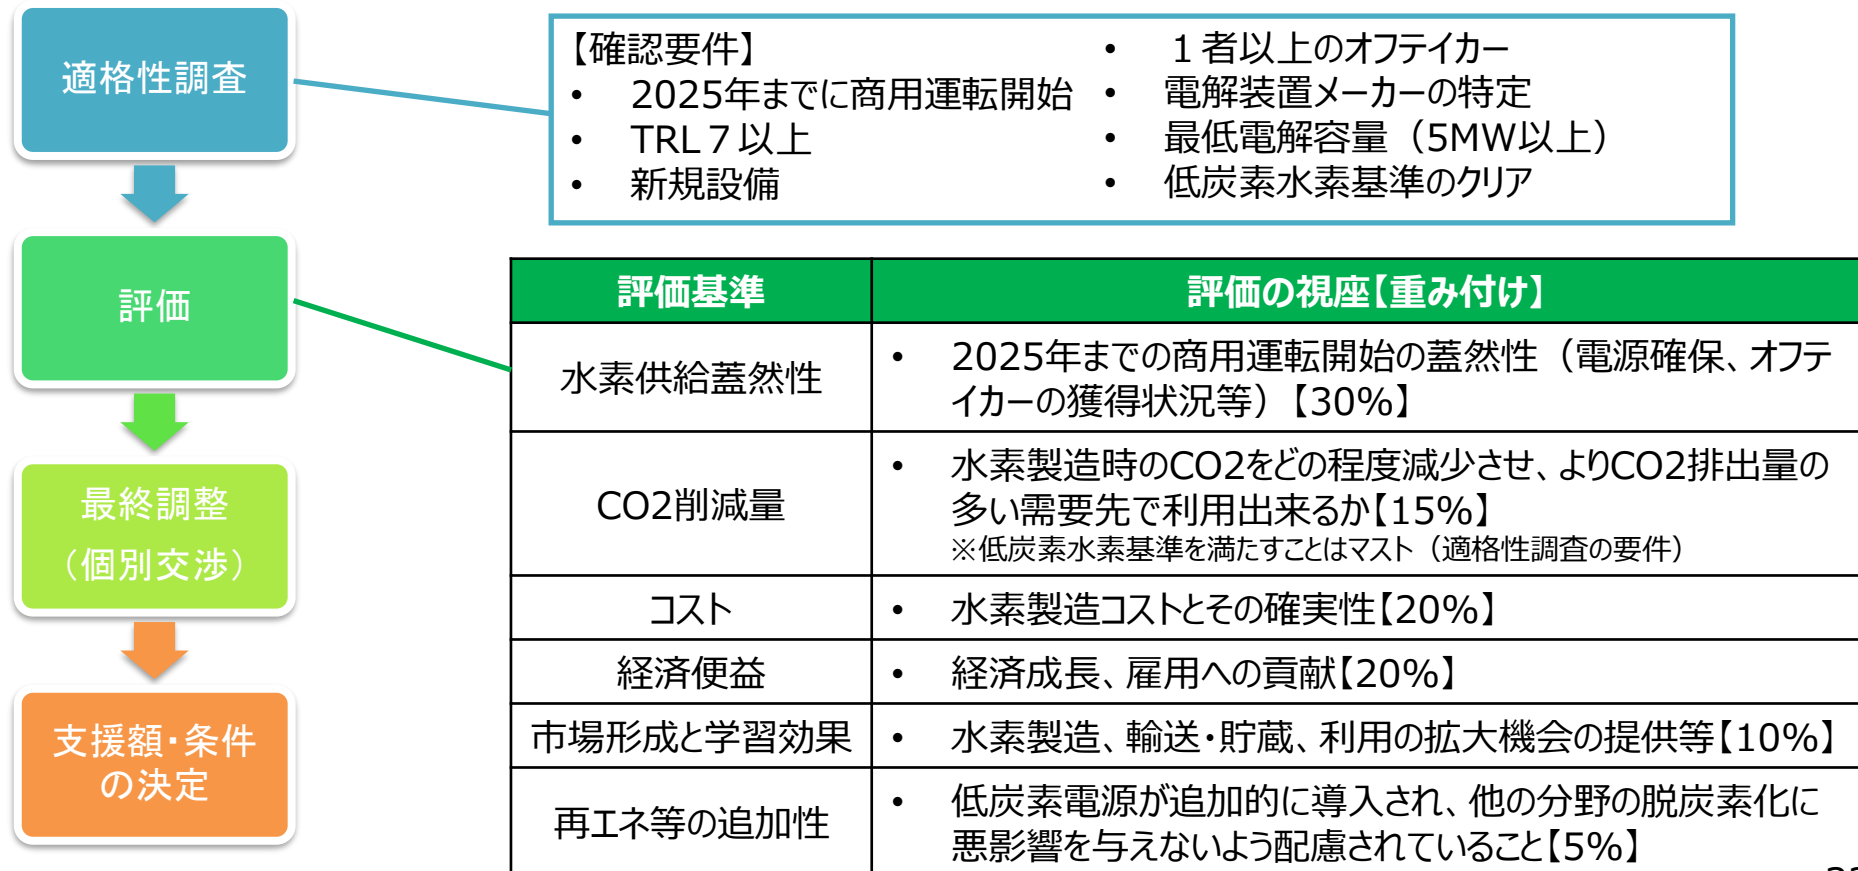 適格性調査
【確認要件】
• 2025年までに商用運転開始
• TRL７以上
• 新規設備
• １者以上のオフテイカー
• 電解装置メーカーの特定
• 最低電解容量（5MW以上）
• 低炭素水素基準のクリア
評価
評価基準
評価の視座【重み付け】
水素供給蓋然性
• 2025年までの商用運転開始の蓋然性（電源確保、オフテ
イカーの獲得状況等）【30%】
CO2削減量
• 水素製造時のCO2をどの程度減少させ、よりCO2排出量の
多い需要先で利用出来るか【15%】
※低炭素水素基準を満たすことはマスト（適格性調査の要件）
コスト
• 水素製造コストとその確実性【20%】
経済便益
• 経済成長、雇用への貢献【20%】
市場形成と学習効果
• 水素製造、輸送・貯蔵、利用の拡大機会の提供等【10%】
再エネ等の追加性
• 低炭素電源が追加的に導入され、他の分野の脱炭素化に
悪影響を与えないよう配慮されていること【5%】
最終調整
（個別交渉）
支援額・条件
の決定